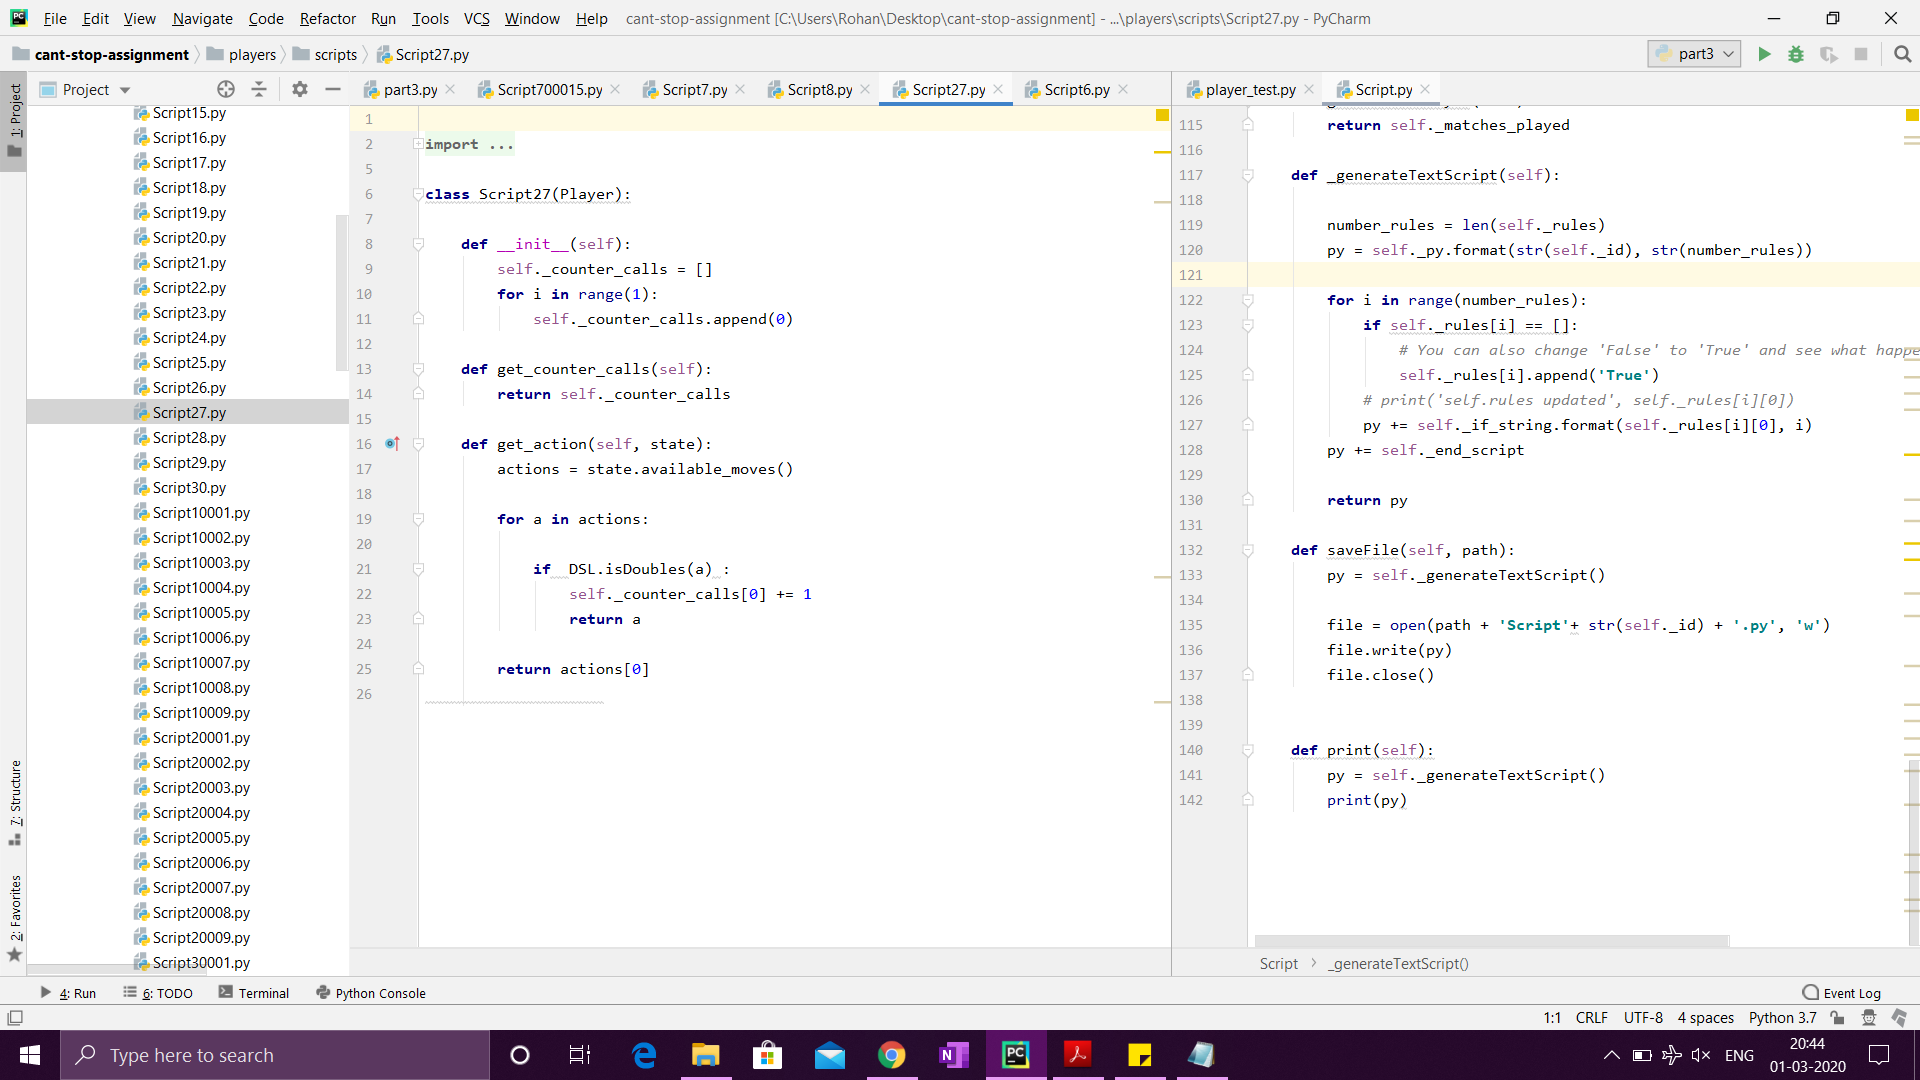 File Edit View Navigate Code Refactor Run Tools VCS Window Help cant-stop-assignment [C:\Users\Rohan\Desktop\cant-stop-assignment] - ...\players\scripts\Script27.py - PyCharm
cant-stop-assignment players scripts Script27.py
part3
1: Project
Project
Script15.py
Script16.py
Script17.py
Script18.py
Script19.py
Script20.py
Script21.py
Script22.py
Script23.py
Script24.py
Script25.py
Script26.py
Script27.py
Script28.py
Script29.py
Script30.py
Script10001.py
Script10002.py
Script10003.py
Script10004.py
Script10005.py
Script10006.py
Script10007.py
Script10008.py
Script10009.py
Script20001.py
Script20002.py
Script20003.py
Script20004.py
Script20005.py
Script20006.py
Script20007.py
Script20008.py
Script20009.py
Script30001.py
7: Structure
2: Favorites
part3.py Script700015.py Script7.py Script8.py Script27.py Script6.py
1
2 import ...
5
6 class Script27(Player):
7
8 def __init__(self):
9 self._counter_calls = []
10 for i in range(1):
11 self._counter_calls.append(0)
12
13 def get_counter_calls(self):
14 return self._counter_calls
15
16 def get_action(self, state):
17 actions = state.available_moves()
18
19 for a in actions:
20
21 if DSL.isDoubles(a) :
22 self._counter_calls[0] += 1
23 return a
24
25 return actions[0]
26
player_test.py Script.py
115 return self._matches_played
116
117 def _generateTextScript(self):
118
119 number_rules = len(self._rules)
120 py = self._py.format(str(self._id), str(number_rules))
121
122 for i in range(number_rules):
123 if self._rules[i] == []:
124 # You can also change 'False' to 'True' and see what happe
125 self._rules[i].append('True')
126 # print('self.rules updated', self._rules[i][0])
127 py += self._if_string.format(self._rules[i][0], i)
128 py += self._end_script
129
130 return py
131
132 def saveFile(self, path):
133 py = self._generateTextScript()
134
135 file = open(path + 'Script'+ str(self._id) + '.py', 'w')
136 file.write(py)
137 file.close()
138
139
140 def print(self):
141 py = self._generateTextScript()
142 print(py)
Script _generateTextScript()
4: Run 6: TODO Terminal Python Console Event Log
1:1 CRLF UTF-8 4 spaces Python 3.7
Type here to search
ENG
20:44
01-03-2020